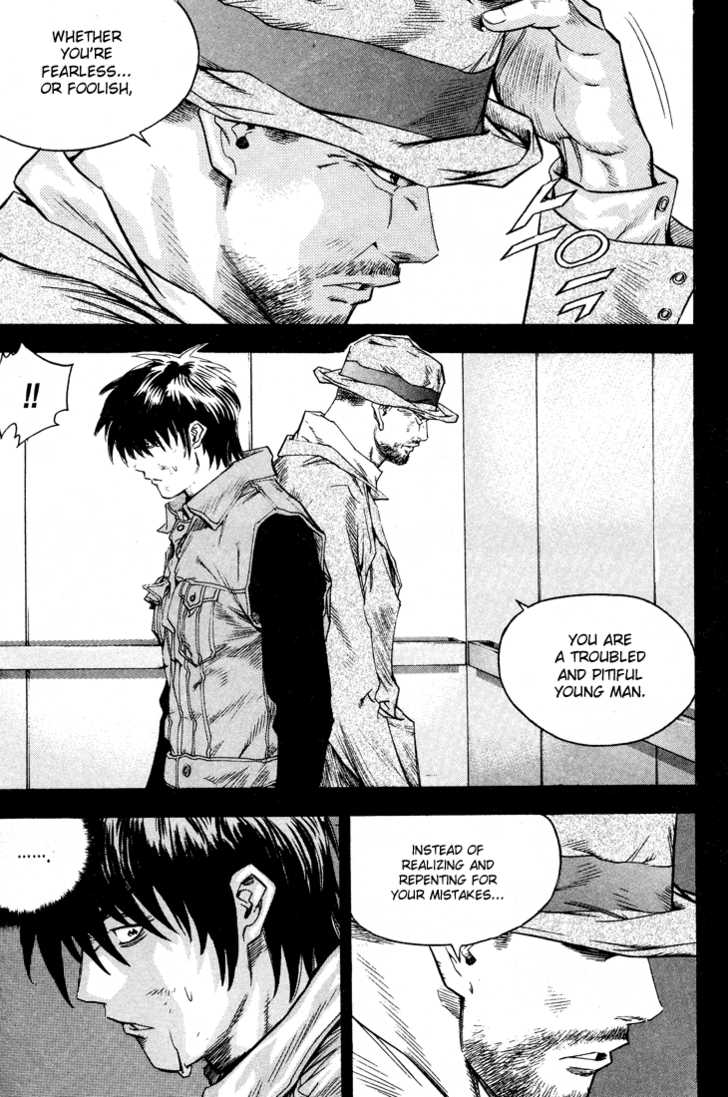 WHETHER
YOU'RE
FEARLESS...
OR FOOLISH,
!!
YOU ARE
A TROUBLED
AND PITIFUL
YOUNG MAN.
INSTEAD OF
REALIZING AND
REPENTING FOR
YOUR MISTAKES...
.......